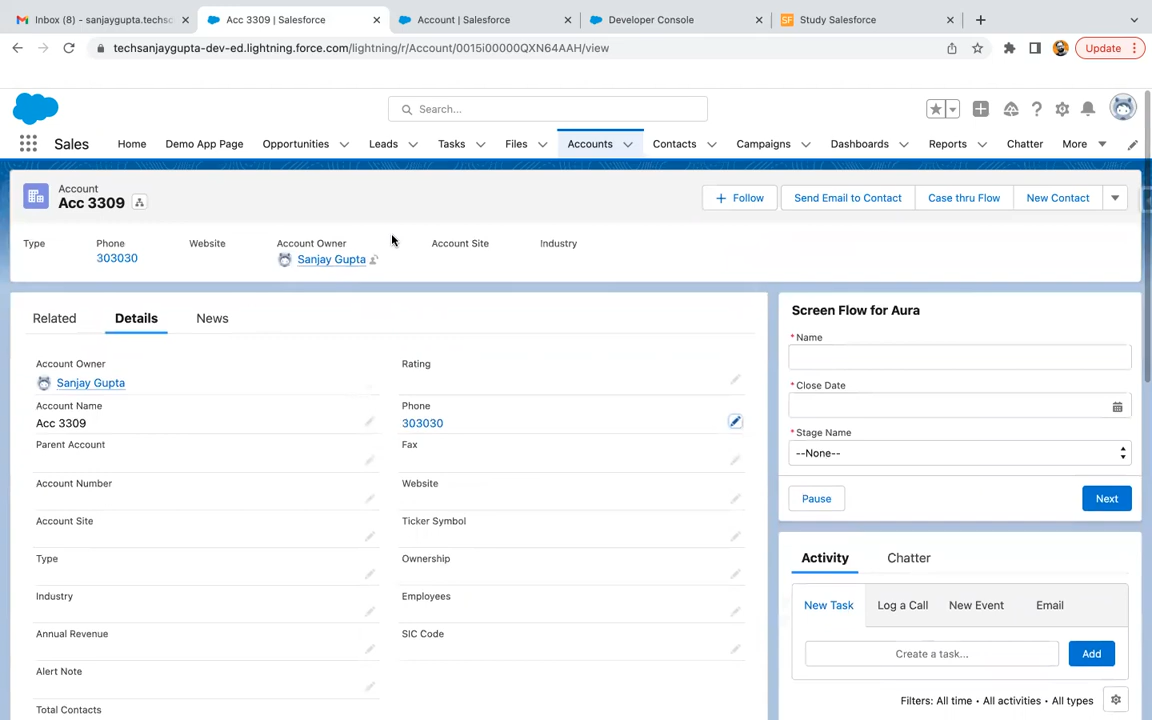 Inbox (8) - sanjaygupta.techsc
Acc 3309 | Salesforce
Account | Salesforce
Developer Console
SF Study Salesforce
techsanjaygupta-dev-ed.lightning.force.com/lightning/r/Account/0015i00000QXN64AAH/view
Update
Search...
Sales Home Demo App Page Opportunities Leads Tasks Files Accounts Contacts Campaigns Dashboards Reports Chatter More
Account
Acc 3309
Follow Send Email to Contact Case thru Flow New Contact
Type Phone Website Account Owner Account Site Industry
303030 Sanjay Gupta
Related Details News
Account Owner Rating
Sanjay Gupta
Account Name Phone
Acc 3309 303030
Parent Account Fax
Account Number Website
Account Site Ticker Symbol
Type Ownership
Industry Employees
Annual Revenue SIC Code
Alert Note
Total Contacts
Screen Flow for Aura
* Name
* Close Date
* Stage Name
--None--
Pause Next
Activity Chatter
New Task Log a Call New Event Email
Create a task... Add
Filters: All time • All activities • All types